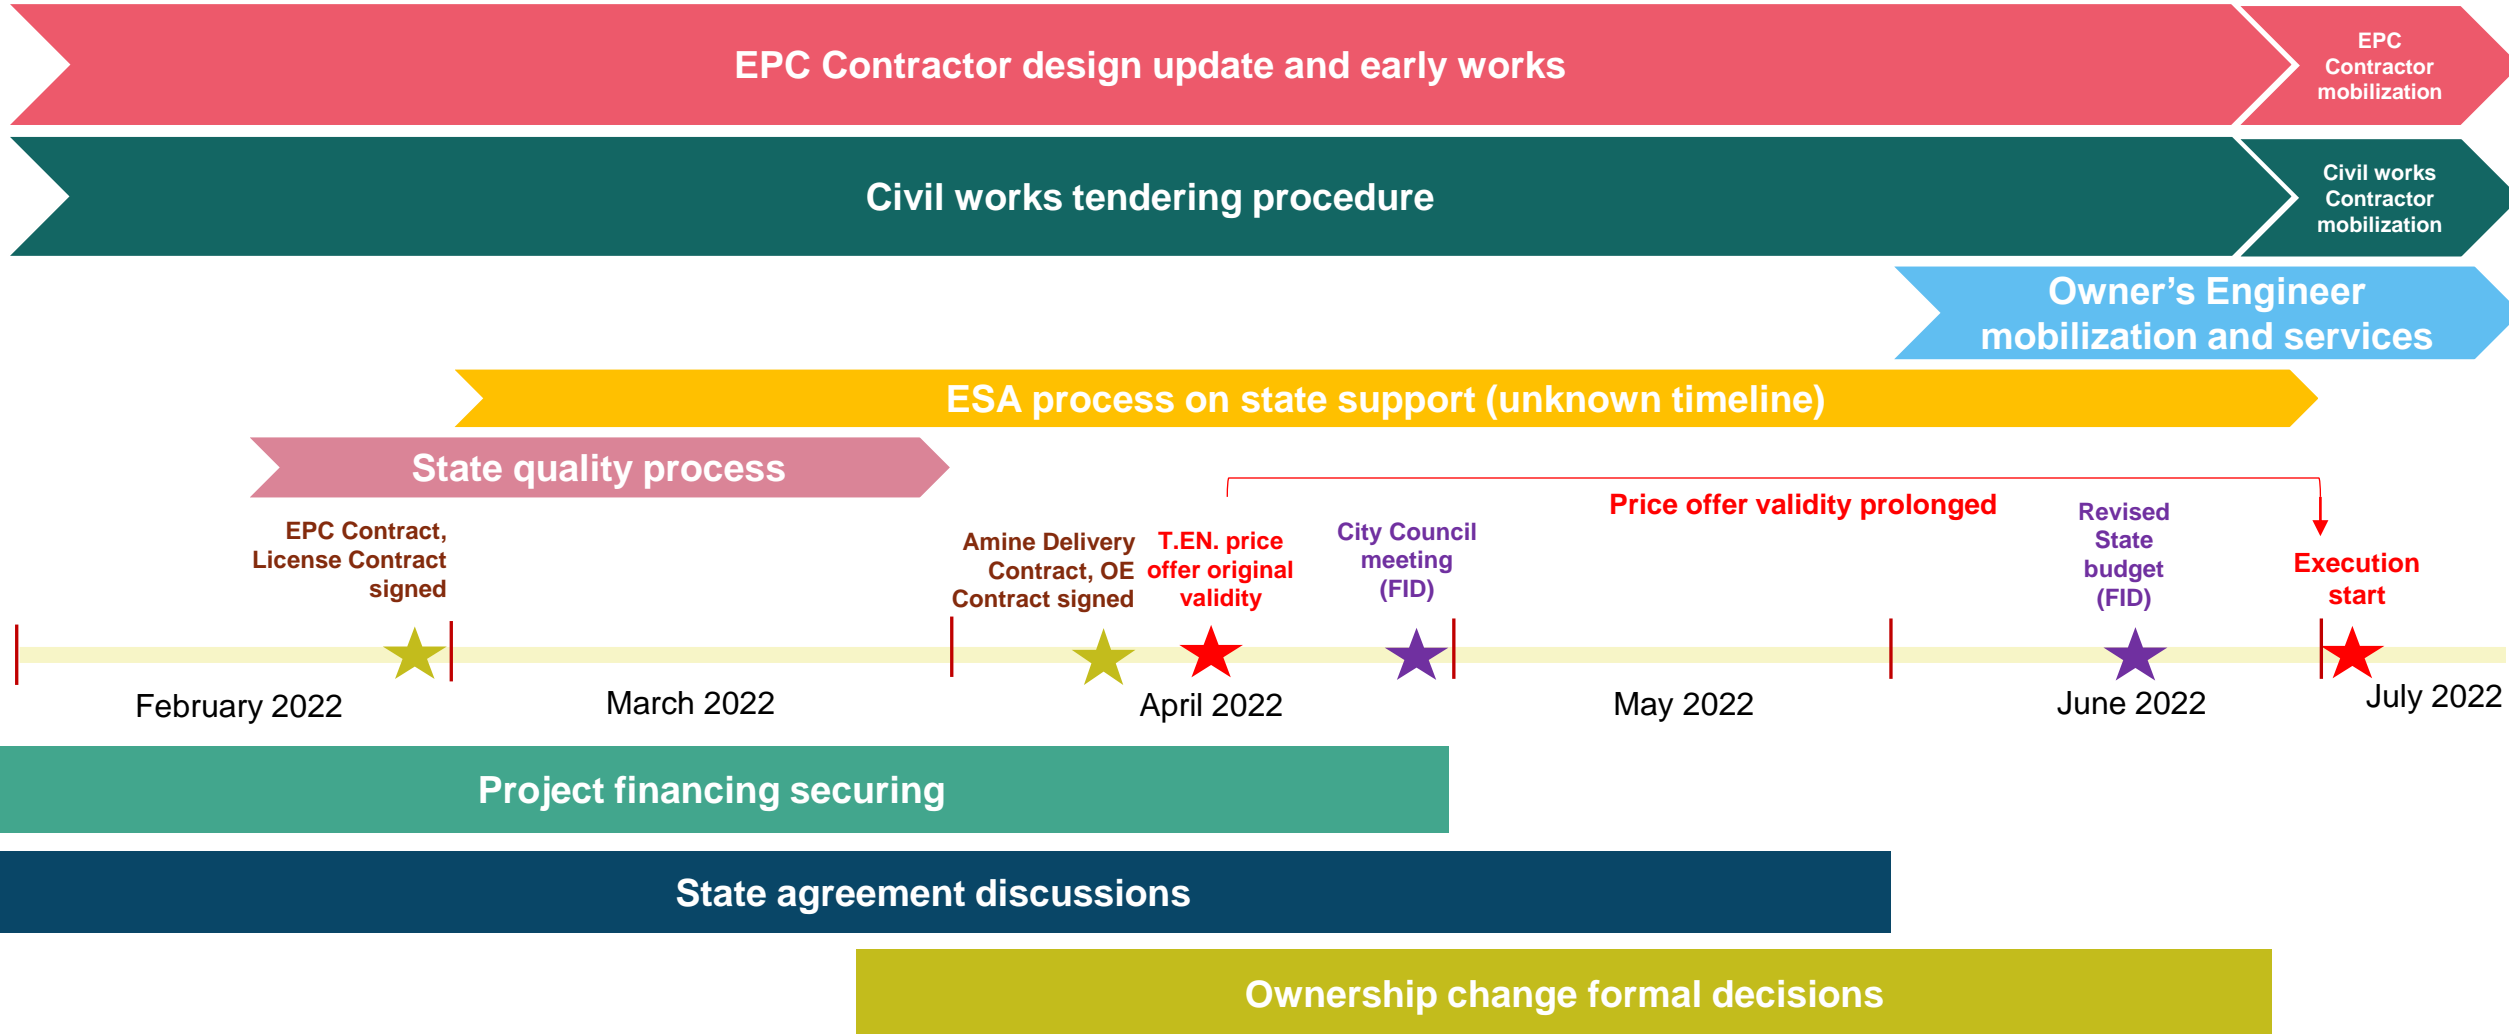 EPC Contractor design update and early works
EPC
Contractor
mobilization
Civil works tendering procedure
Civil works
Contractor
mobilization
Owner’s Engineer
mobilization and services
ESA process on state support (unknown timeline)
State quality process
Price offer validity prolonged
EPC Contract,
License Contract
signed
Amine Delivery
Contract, OE
Contract signed
T.EN. price
offer original
validity
City Council
meeting
(FID)
Revised
State
budget
(FID)
Execution
start
February 2022
March 2022
April 2022
May 2022
June 2022
July 2022
Project financing securing
State agreement discussions
Ownership change formal decisions